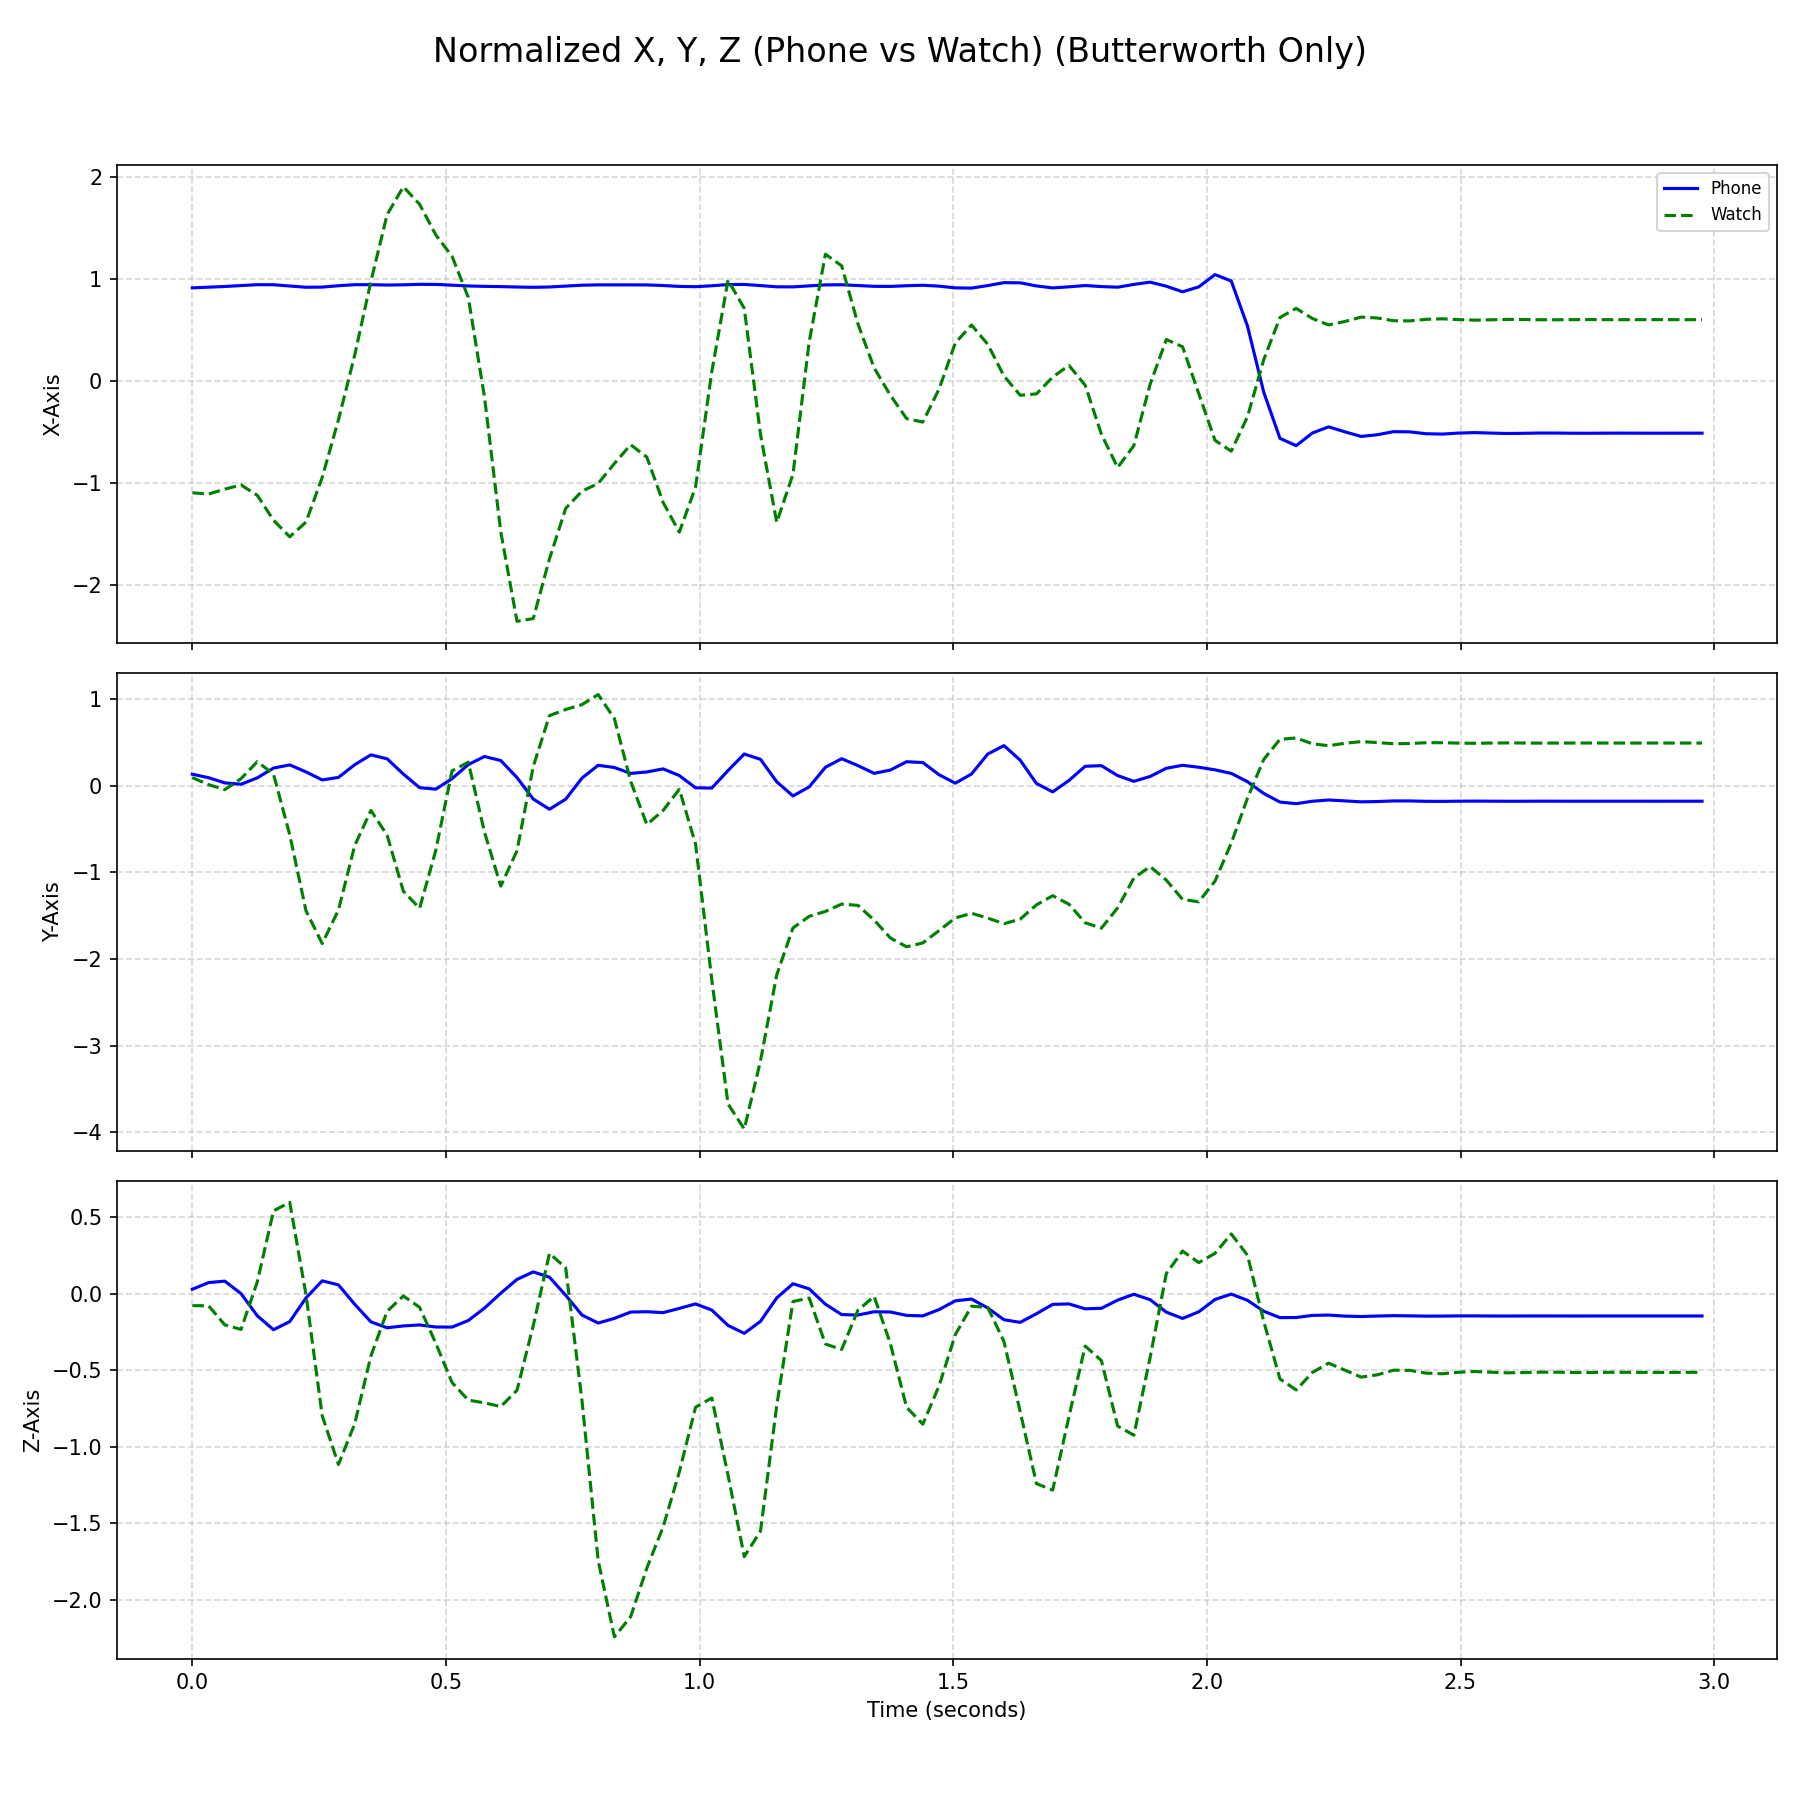 Normalized X, Y, Z (Phone vs Watch) (Butterworth Only)
Phone
Watch
2
1
0
−1
−2
X-Axis
1
0
−1
−2
−3
−4
Y-Axis
0.5
0.0
−0.5
−1.0
−1.5
−2.0
Z-Axis
0.0 0.5 1.0 1.5 2.0 2.5 3.0
Time (seconds)